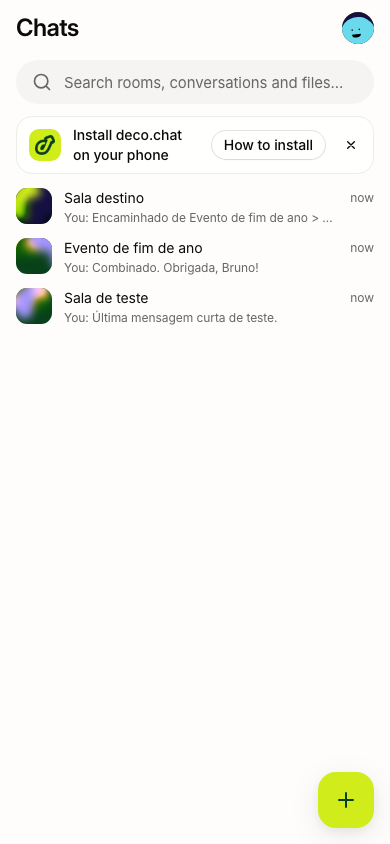 Chats
Search rooms, conversations and files...
Install deco.chat
on your phone
How to install
Sala destino
now
You: Encaminhado de Evento de fim de ano > ...
Evento de fim de ano
now
You: Combinado. Obrigada, Bruno!
Sala de teste
now
You: Última mensagem curta de teste.